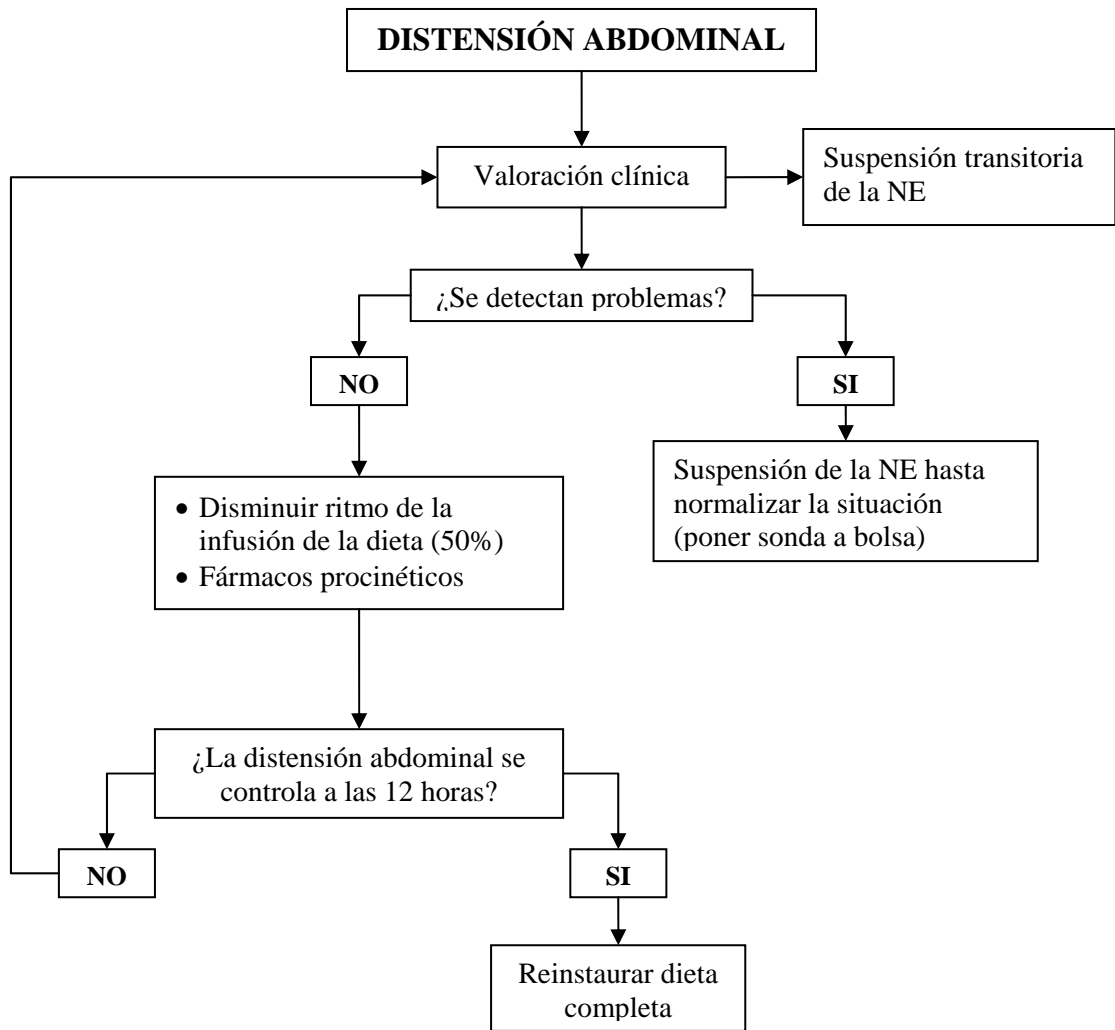 DISTENSIÓN ABDOMINAL
Valoración clínica
Suspensión transitoria
de la NE
¿Se detectan problemas?
NO
SI
• Disminuir ritmo de la
infusión de la dieta (50%)
• Fármacos procinéticos
Suspensión de la NE hasta
normalizar la situación
(poner sonda a bolsa)
¿La distensión abdominal se
controla a las 12 horas?
NO
SI
Reinstaurar dieta
completa